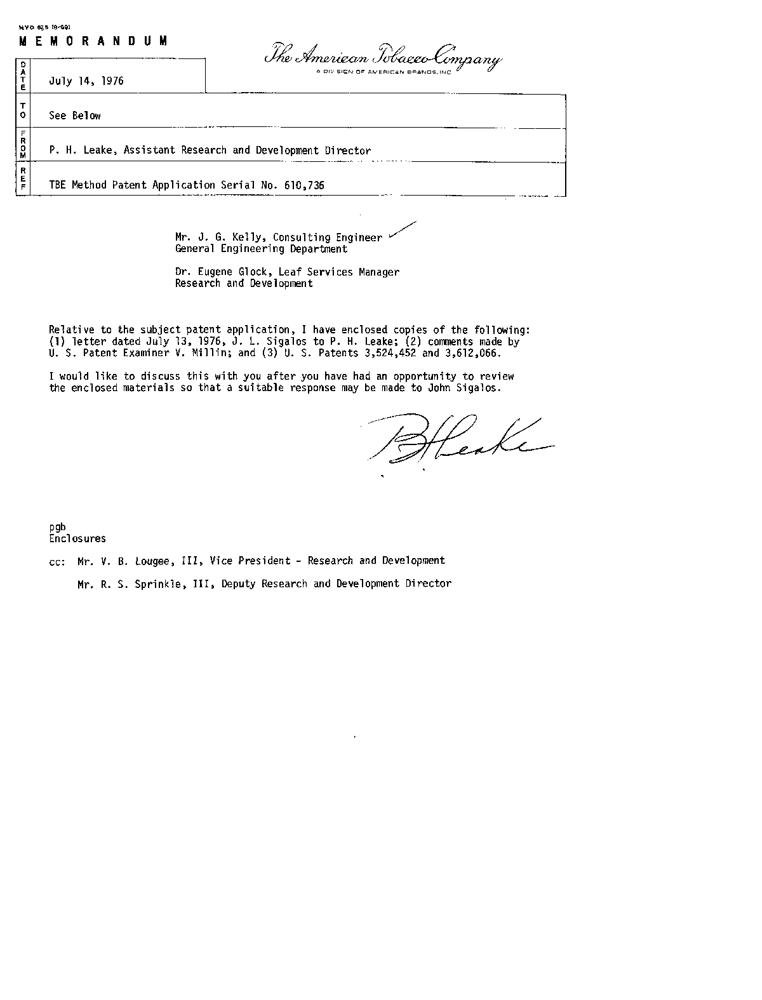 MEMORANDUM
The American Tobacco Company
A DIVISION OF AMERICAN BRANDS, INC.
DATE
July 14, 1976
TO
See Below
FROM
P. H. Leake, Assistant Research and Development Director
REF
TBE Method Patent Application Serial No. 610,736
Mr. J. G. Kelly, Consulting Engineer
General Engineering Department
Dr. Eugene Glock, Leaf Services Manager
Research and Development
Relative to the subject patent application, I have enclosed copies of the following:
(1) letter dated July 13, 1976, J. L. Sigalos to P. H. Leake; (2) comments made by
U. S. Patent Examiner V. Millin; and (3) U. S. Patents 3,524,452 and 3,612,066.
I would like to discuss this with you after you have had an opportunity to review
the enclosed materials so that a suitable response may be made to John Sigalos.
PHLeake
pgb
Enclosures
cc: Mr. V. B. Lougee, III, Vice President - Research and Development
Mr. R. S. Sprinkle, III, Deputy Research and Development Director